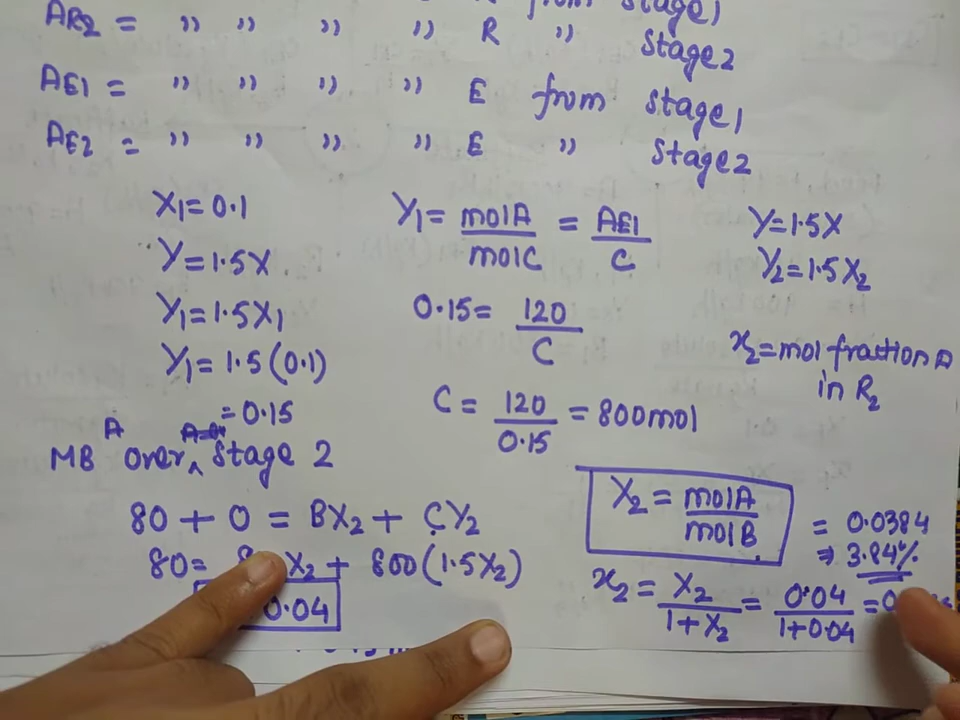 from Stage1
AR2 = " " " " R " Stage2
AE1 = " " " " E from Stage1
AE2 = " " " " E " Stage2
X1=0.1
Y=1.5X
Y1=1.5X1
Y1=1.5(0.1)
=0.15
Y1= molA/molC = AE1/C
0.15= 120/C
C= 120/0.15 =800mol
Y=1.5X
Y2=1.5X2
x2=mol fraction A
in R2
MB A over stage 2
80+0=BX2+CY2
80= X2+ 800(1.5X2)
0.04
X2= molA/molB
x2= X2/1+X2 = 0.04/1+0.04 =
= 0.0384
⇒ 3.84%